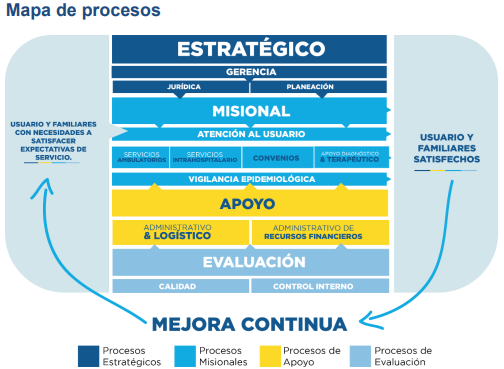 Mapa de procesos
ESTRATÉGICO
GERENCIA
JURÍDICA
PLANEACIÓN
MISIONAL
ATENCIÓN AL USUARIO
SERVICIOS
AMBULATORIOS
SERVICIOS
INTRAHOSPITALARIO
CONVENIOS
APOYO DIAGNÓSTICO
& TERAPÉUTICO
VIGILANCIA EPIDEMIOLÓGICA
APOYO
ADMINISTRATIVO
& LOGÍSTICO
ADMINISTRATIVO DE
RECURSOS FINANCIEROS
EVALUACIÓN
CALIDAD
CONTROL INTERNO
USUARIO Y FAMILIARES
CON NECESIDADES A
SATISFACER
EXPECTATIVAS DE
SERVICIO.
USUARIO Y
FAMILIARES
SATISFECHOS
MEJORA CONTINUA
Procesos
Estratégicos
Procesos
Misionales
Procesos de
Apoyo
Procesos de
Evaluación